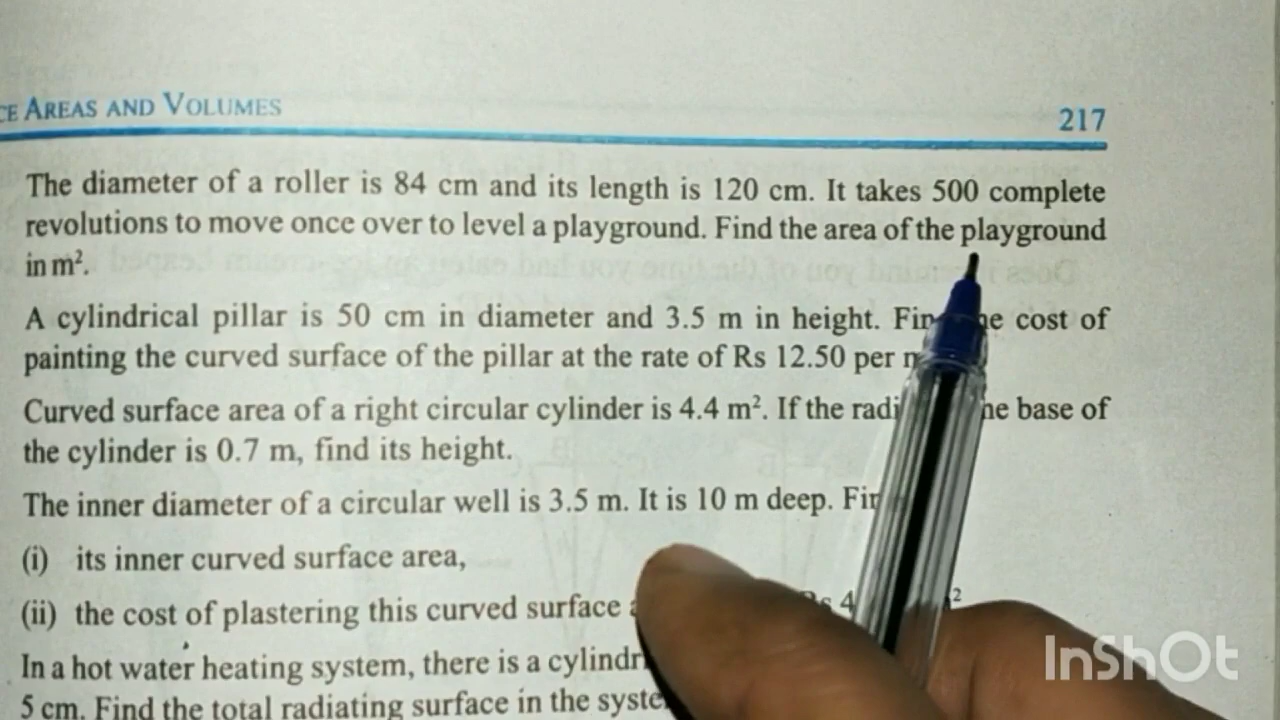 CE AREAS AND VOLUMES 217
The diameter of a roller is 84 cm and its length is 120 cm. It takes 500 complete
revolutions to move once over to level a playground. Find the area of the playground
in m².
A cylindrical pillar is 50 cm in diameter and 3.5 m in height. Fin he cost of
painting the curved surface of the pillar at the rate of Rs 12.50 per
Curved surface area of a right circular cylinder is 4.4 m². If the radi he base of
the cylinder is 0.7 m, find its height.
The inner diameter of a circular well is 3.5 m. It is 10 m deep. Fin
(i) its inner curved surface area,
(ii) the cost of plastering this curved surface Rs 4 ²
In a hot water heating system, there is a cylindri
5 cm. Find the total radiating surface in the syste
InShOt